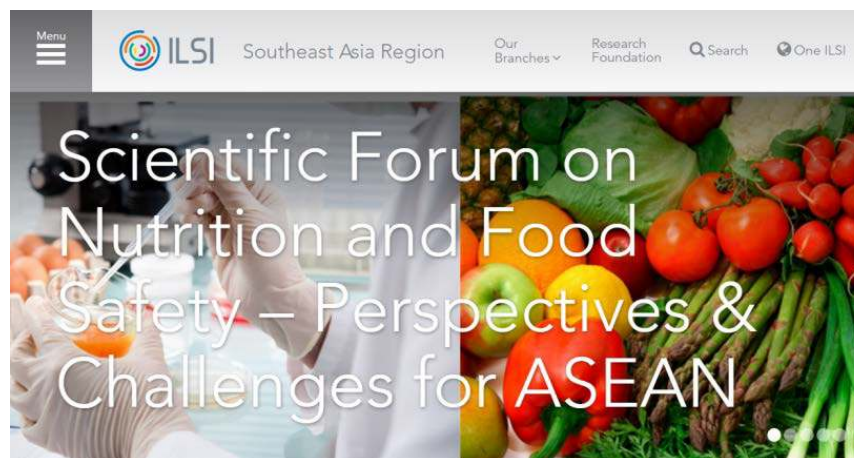 Menu
ILSI
Southeast Asia Region
Our
Branches
Research
Foundation
Search
One ILSI
Scientific Forum on
Nutrition and Food
Safety – Perspectives &
Challenges for ASEAN